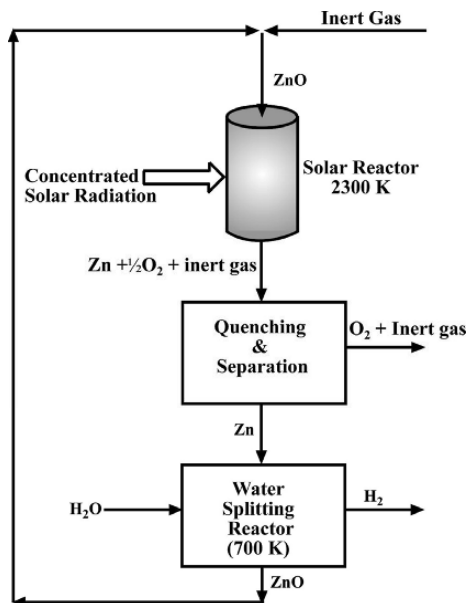 Inert Gas
ZnO
Concentrated
Solar Radiation
Solar Reactor
2300 K
Zn +½O₂ + inert gas
Quenching
&
Separation
O₂ + Inert gas
Zn
H₂O
Water
Splitting
Reactor
(700 K)
H₂
ZnO